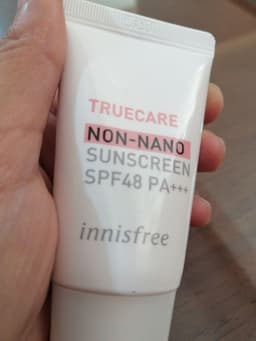 TRUECARE
NON-NANO
SUNSCREEN
SPF48 PA+++
innisfree